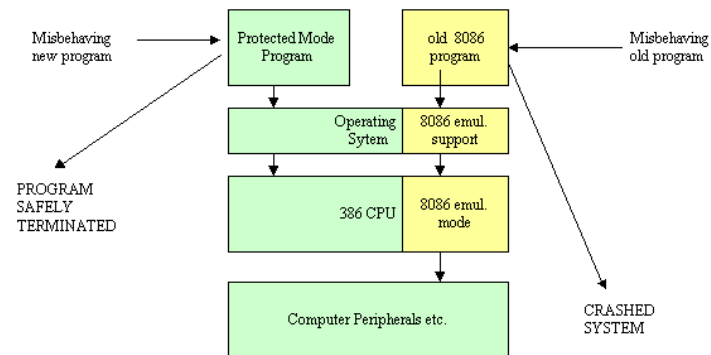 Misbehaving
new program
Protected Mode
Program
old 8086
program
Misbehaving
old program
Operating
Sytem
8086 emul.
support
PROGRAM
SAFELY
TERMINATED
386 CPU
8086 emul.
mode
Computer Peripherals etc.
CRASHED
SYSTEM